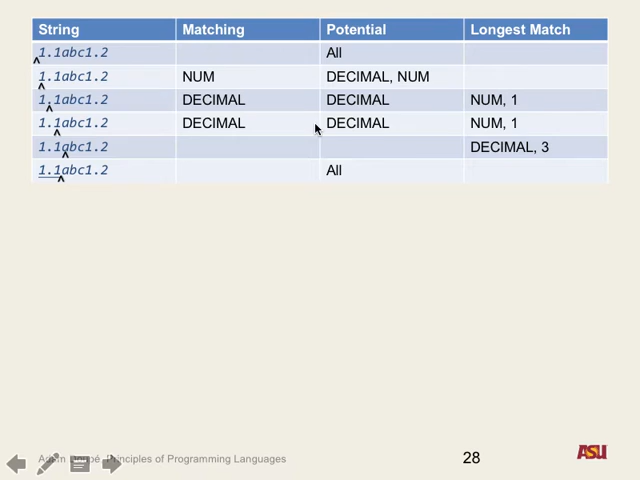 String Matching Potential Longest Match
1.1abc1.2 All
1.1abc1.2 NUM DECIMAL, NUM
1.1abc1.2 DECIMAL DECIMAL NUM, 1
1.1abc1.2 DECIMAL DECIMAL NUM, 1
1.1abc1.2 DECIMAL, 3
1.1abc1.2 All
Principles of Programming Languages
28
ASU